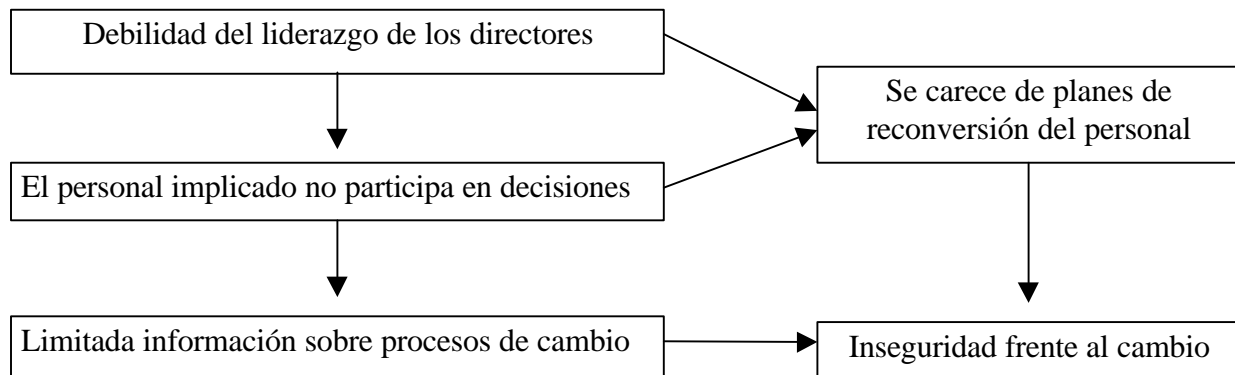 Debilidad del liderazgo de los directores
Se carece de planes de
reconversión del personal
El personal implicado no participa en decisiones
Limitada información sobre procesos de cambio
Inseguridad frente al cambio